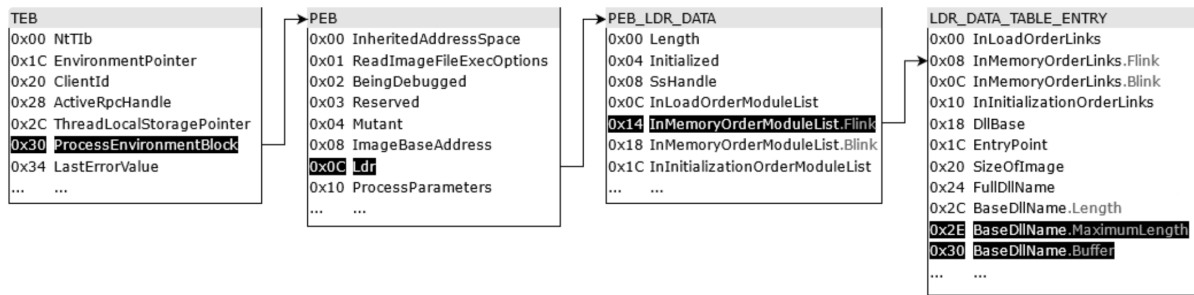 TEB
0x00 NtTIb
0x1C EnvironmentPointer
0x20 ClientId
0x28 ActiveRpcHandle
0x2C ThreadLocalStoragePointer
0x30 ProcessEnvironmentBlock
0x34 LastErrorValue
... ...
PEB
0x00 InheritedAddressSpace
0x01 ReadImageFileExecOptions
0x02 BeingDebugged
0x03 Reserved
0x04 Mutant
0x08 ImageBaseAddress
0x0C Ldr
0x10 ProcessParameters
... ...
PEB_LDR_DATA
0x00 Length
0x04 Initialized
0x08 SsHandle
0x0C InLoadOrderModuleList
0x14 InMemoryOrderModuleList.Flink
0x18 InMemoryOrderModuleList.Blink
0x1C InInitializationOrderModuleList
... ...
LDR_DATA_TABLE_ENTRY
0x00 InLoadOrderLinks
0x08 InMemoryOrderLinks.Flink
0x0C InMemoryOrderLinks.Blink
0x10 InInitializationOrderLinks
0x18 DllBase
0x1C EntryPoint
0x20 SizeOfImage
0x24 FullDllName
0x2C BaseDllName.Length
0x2E BaseDllName.MaximumLength
0x30 BaseDllName.Buffer
... ...